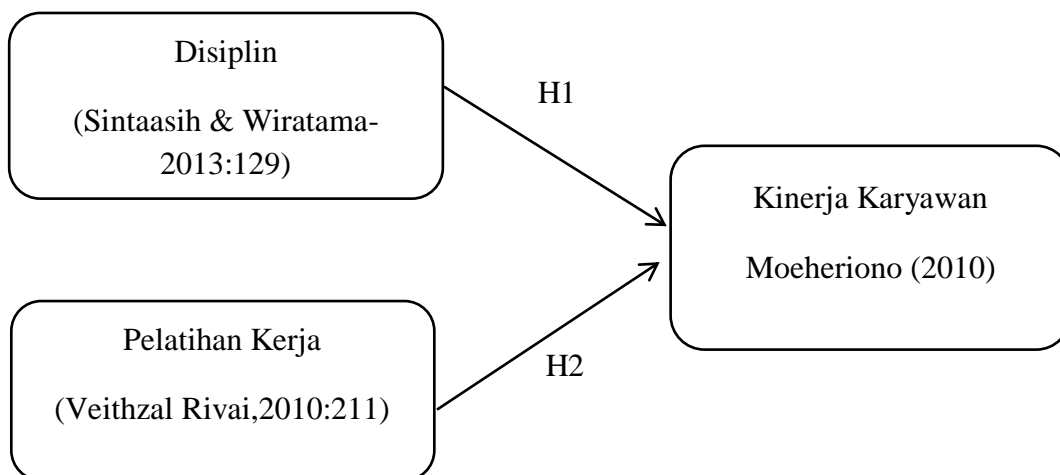 Disiplin
(Sintaasih & Wiratama-
2013:129)
H1
Kinerja Karyawan
Moeheriono (2010)
Pelatihan Kerja
(Veithzal Rivai,2010:211)
H2